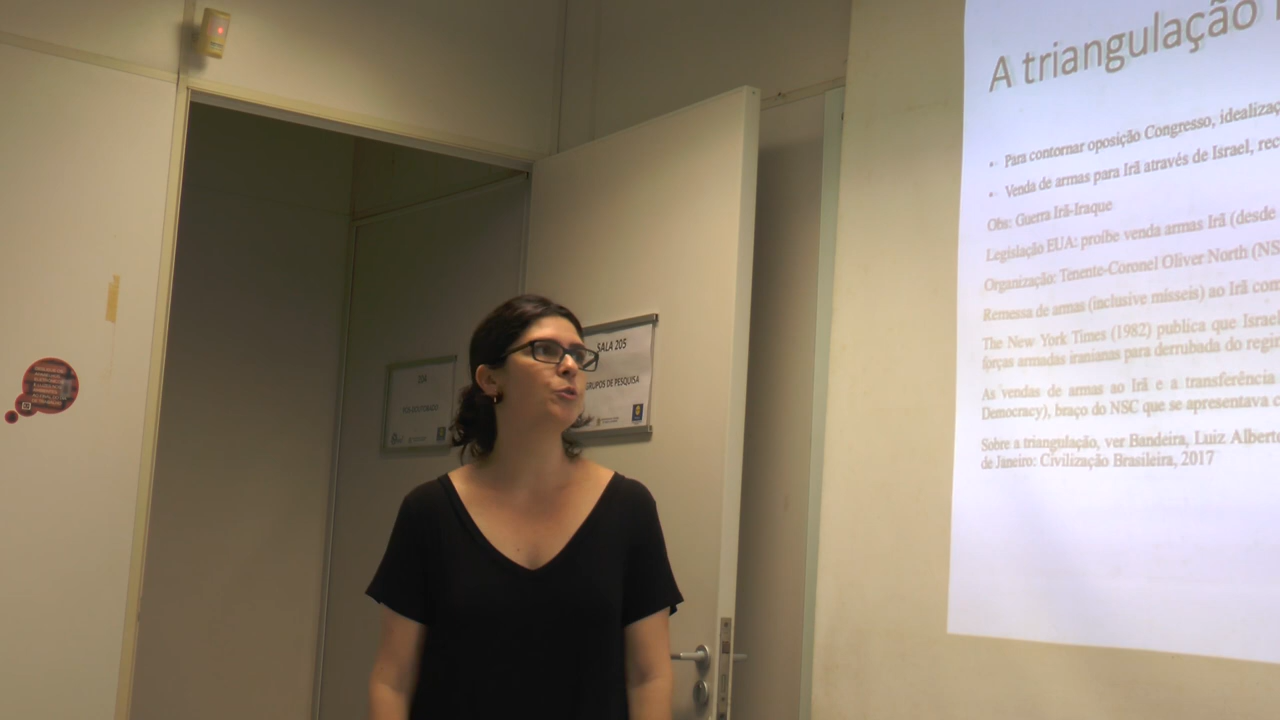 A triangulação
Para contornar oposição Congresso, idealizaç
Venda de armas para Irã através de Israel, rec
Obs: Guerra Irã-Iraque
Legislação EUA: proíbe venda armas Irã (desde
Organização: Tenente-Coronel Oliver North (NS
Remessa de armas (inclusive mísseis) ao Irã com
The New York Times (1982) publica que Israel
forças armadas iranianas para derrubada do regim
As vendas de armas ao Irã e a transferência
Democracy), braço do NSC que se apresentava c
Sobre a triangulação, ver Bandeira, Luiz Alberto
de Janeiro: Civilização Brasileira, 2017
SALA 205
GRUPOS DE PESQUISA
204